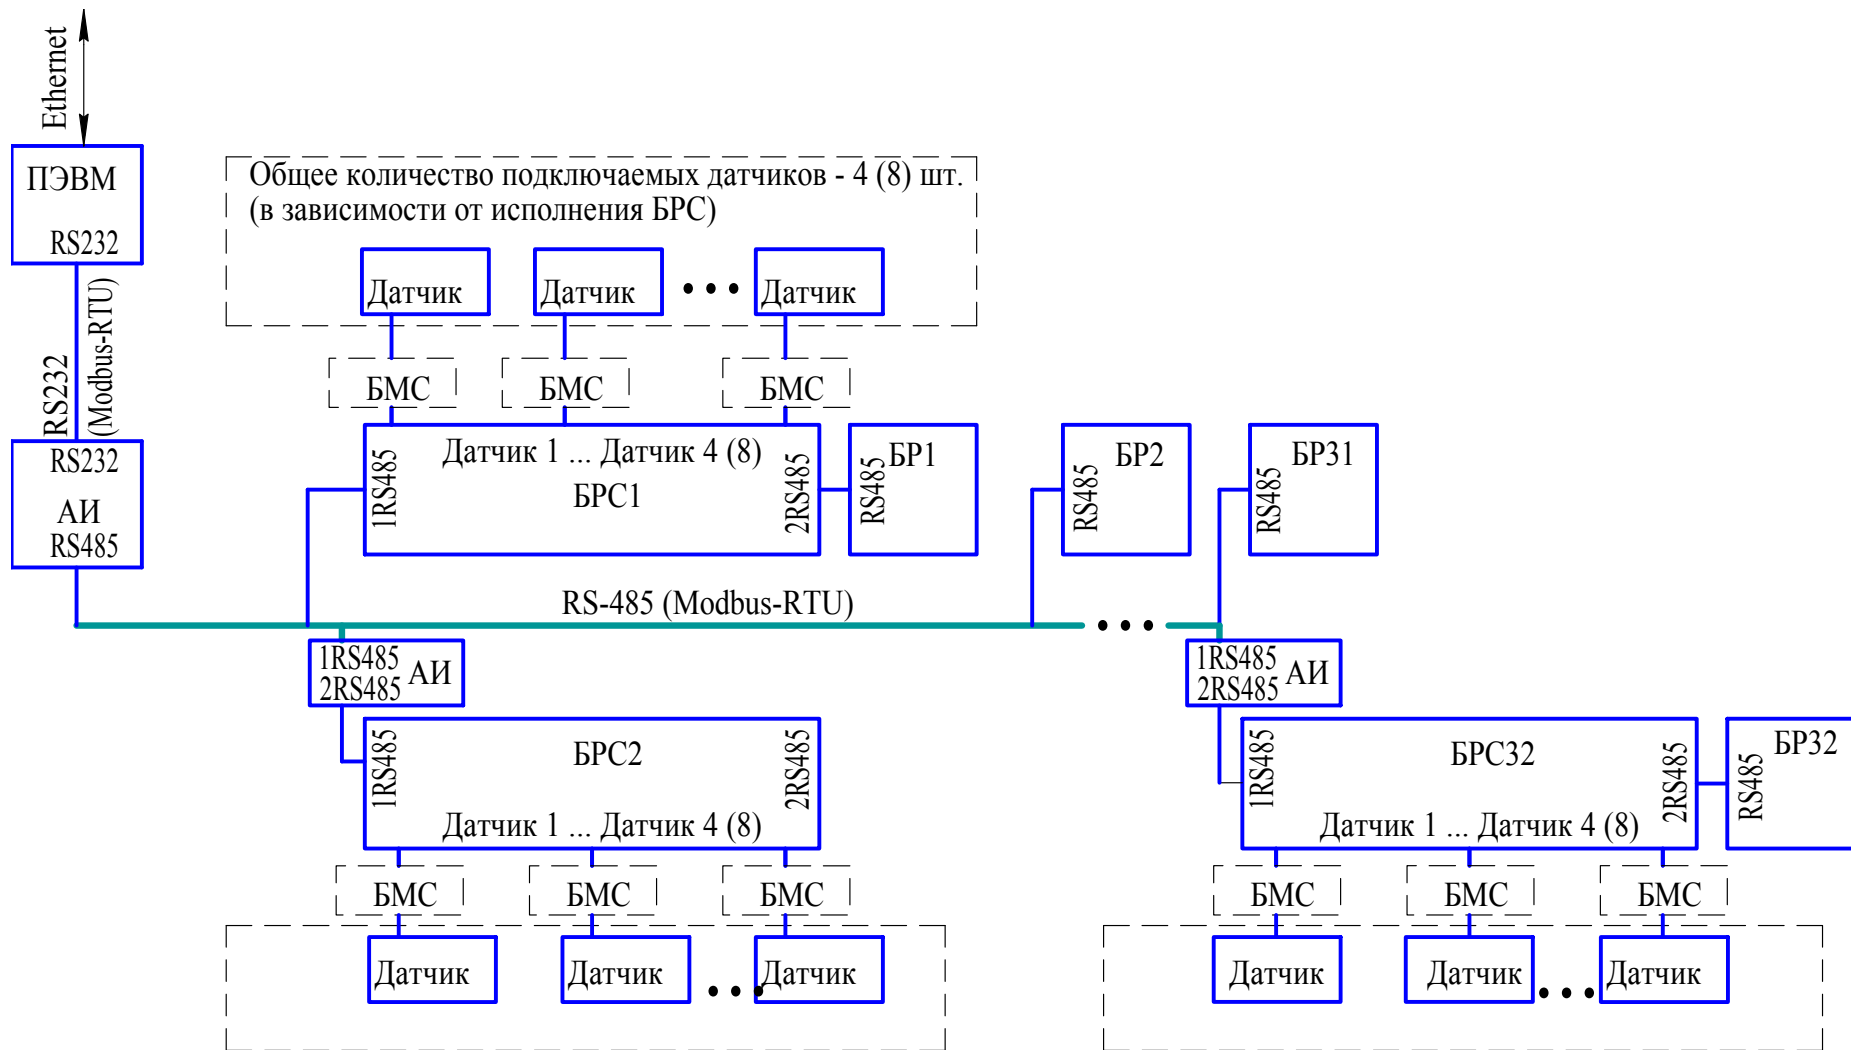 Ethernet
ПЭВМ
RS232
RS232
(Modbus-RTU)
RS232
АИ
RS485
Общее количество подключаемых датчиков - 4 (8) шт.
(в зависимости от исполнения БРС)
Датчик
Датчик
• • •
Датчик
БМС
БМС
БМС
Датчик 1 ... Датчик 4 (8)
1RS485
БРС1
2RS485
БР1
RS485
БР2
RS485
БР31
RS485
RS-485 (Modbus-RTU)
• • •
1RS485
2RS485
АИ
1RS485
2RS485
АИ
1RS485
БРС2
2RS485
Датчик 1 ... Датчик 4 (8)
БМС
БМС
БМС
Датчик
Датчик
• • •
Датчик
1RS485
БРС32
2RS485
Датчик 1 ... Датчик 4 (8)
БР32
RS485
БМС
БМС
БМС
Датчик
Датчик
• • •
Датчик